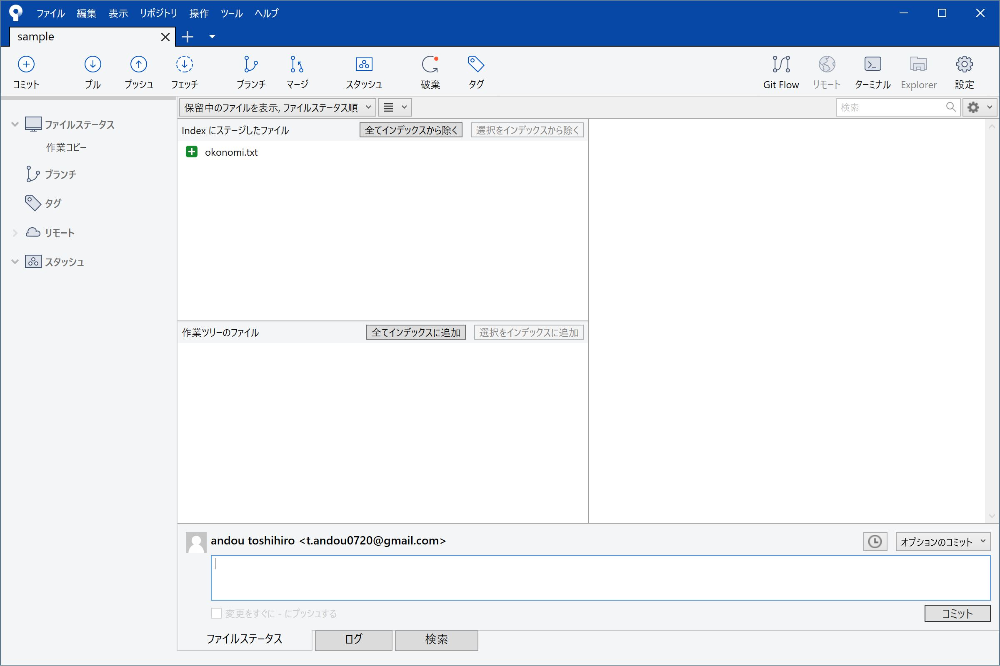 ファイル 編集 表示 リポジトリ 操作 ツール ヘルプ
sample
コミット プル プッシュ フェッチ ブランチ マージ スタッシュ 破棄 タグ Git Flow リモート ターミナル Explorer 設定
保留中のファイルを表示, ファイルステータス順
検索
ファイルステータス
作業コピー
ブランチ
タグ
リモート
スタッシュ
Index にステージしたファイル 全てインデックスから除く 選択をインデックスから除く
okonomi.txt
作業ツリーのファイル 全てインデックスに追加 選択をインデックスに追加
andou toshihiro <t.andou0720@gmail.com> オプションのコミット
変更をすぐに - にプッシュする コミット
ファイルステータス ログ 検索